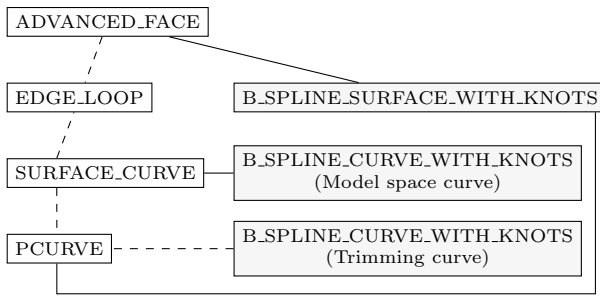 ADVANCED_FACE
EDGE_LOOP
B_SPLINE_SURFACE_WITH_KNOTS
SURFACE_CURVE
B_SPLINE_CURVE_WITH_KNOTS
(Model space curve)
PCURVE
B_SPLINE_CURVE_WITH_KNOTS
(Trimming curve)